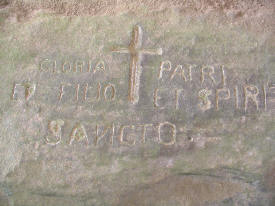 GLORIA PATRI
ET FILIO ET SPIRI
SANCTO